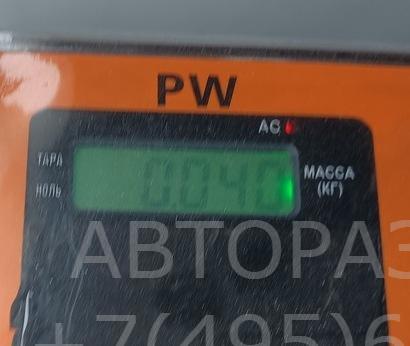 PW
AC
ТАРА
0.040
МАССА
НОЛЬ
(КГ)
АВТОРАЗ
+7(495)6